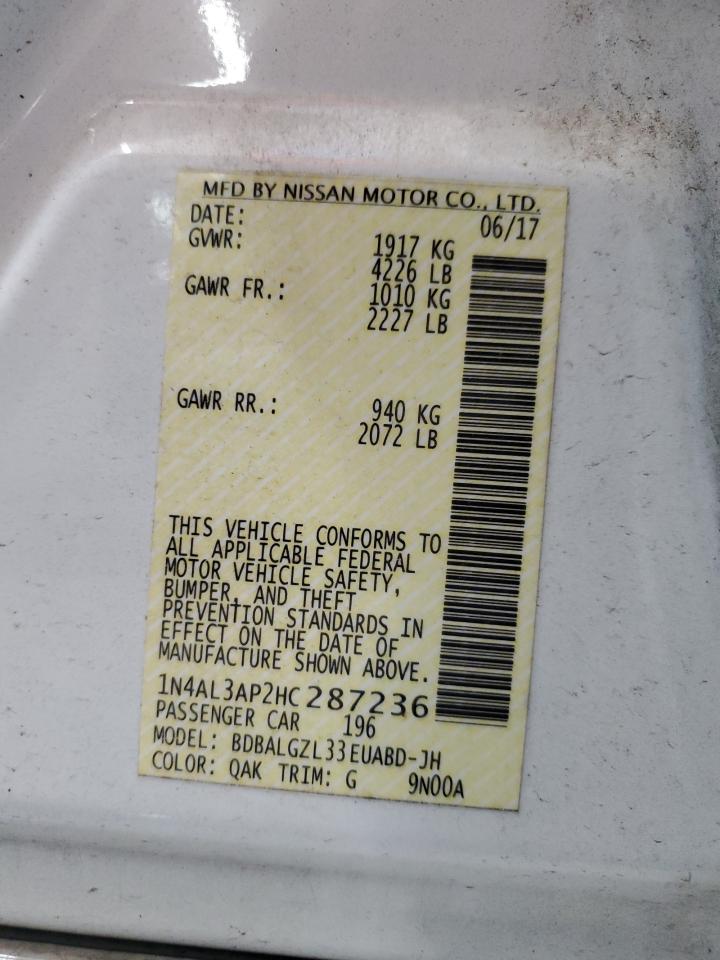 MFD BY NISSAN MOTOR CO., LTD.
DATE: 06/17
GVWR: 1917 KG
4226 LB
GAWR FR.: 1010 KG
2227 LB
GAWR RR.: 940 KG
2072 LB
THIS VEHICLE CONFORMS TO
ALL APPLICABLE FEDERAL
MOTOR VEHICLE SAFETY,
BUMPER, AND THEFT
PREVENTION STANDARDS IN
EFFECT ON THE DATE OF
MANUFACTURE SHOWN ABOVE.
1N4AL3AP2HC287236
PASSENGER CAR 196
MODEL: BDBALGZL33EUABD-JH
COLOR: QAK TRIM: G 9N00A